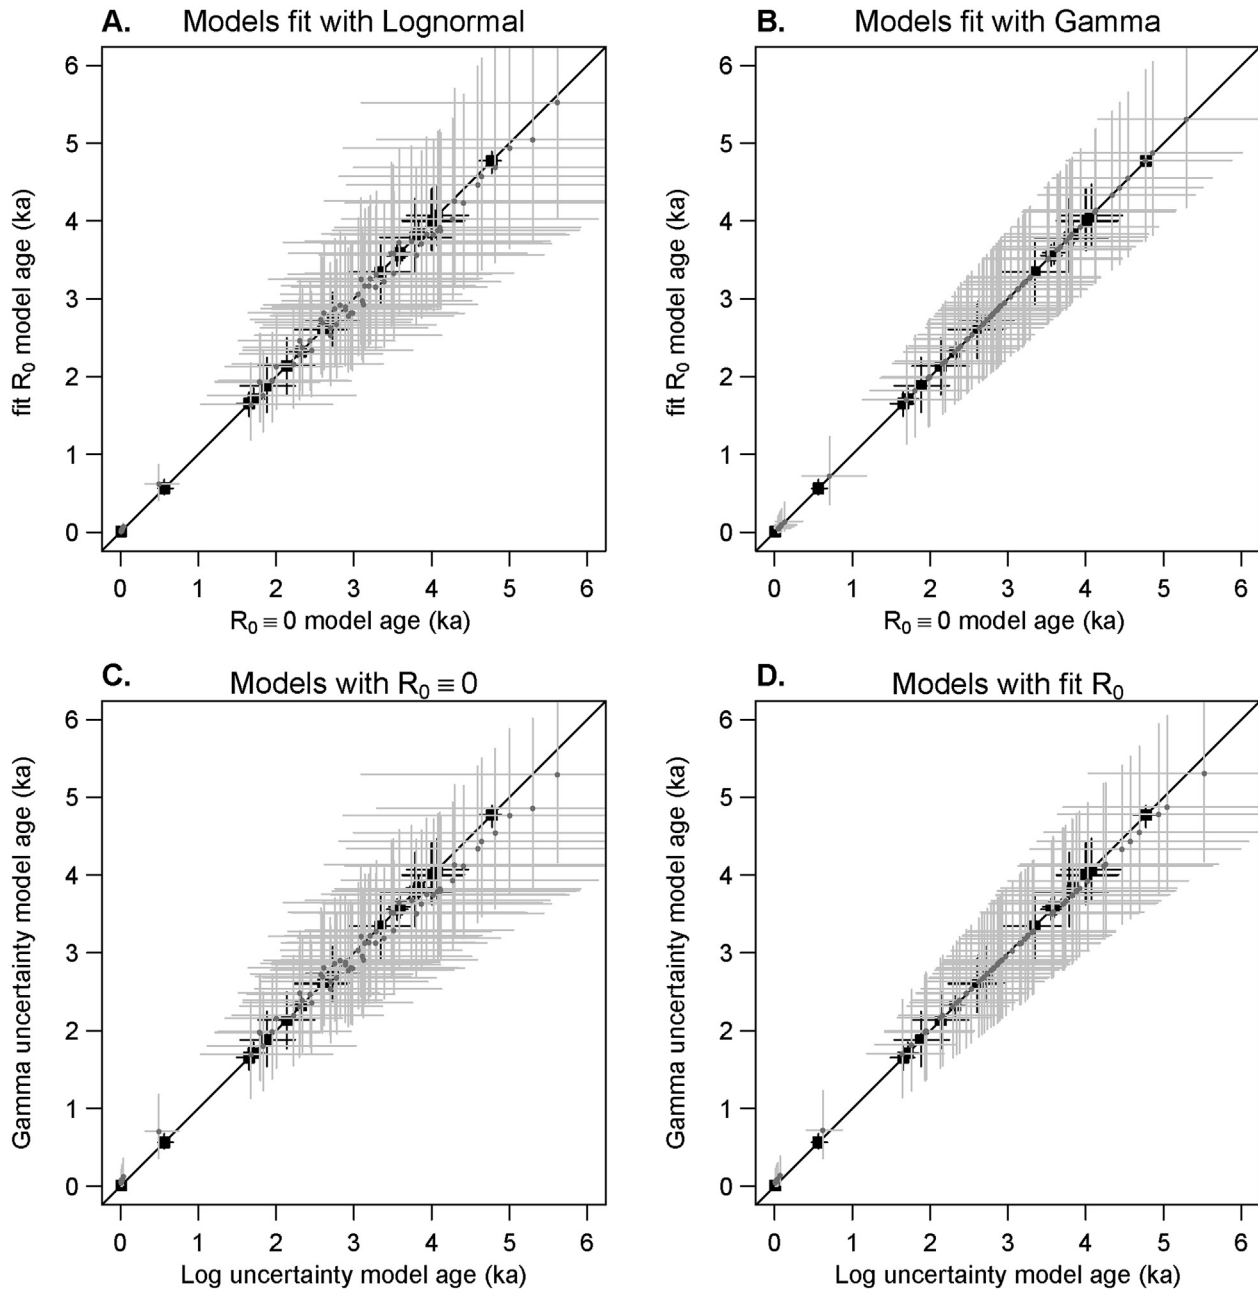 A. Models fit with Lognormal
B. Models fit with Gamma
fit R0 model age (ka)
6
5
4
3
2
1
0
0 1 2 3 4 5 6
R0 ≡ 0 model age (ka)
fit R0 model age (ka)
6
5
4
3
2
1
0
0 1 2 3 4 5 6
R0 ≡ 0 model age (ka)
C. Models with R0 ≡ 0
D. Models with fit R0
Gamma uncertainty model age (ka)
6
5
4
3
2
1
0
0 1 2 3 4 5 6
Log uncertainty model age (ka)
Gamma uncertainty model age (ka)
6
5
4
3
2
1
0
0 1 2 3 4 5 6
Log uncertainty model age (ka)